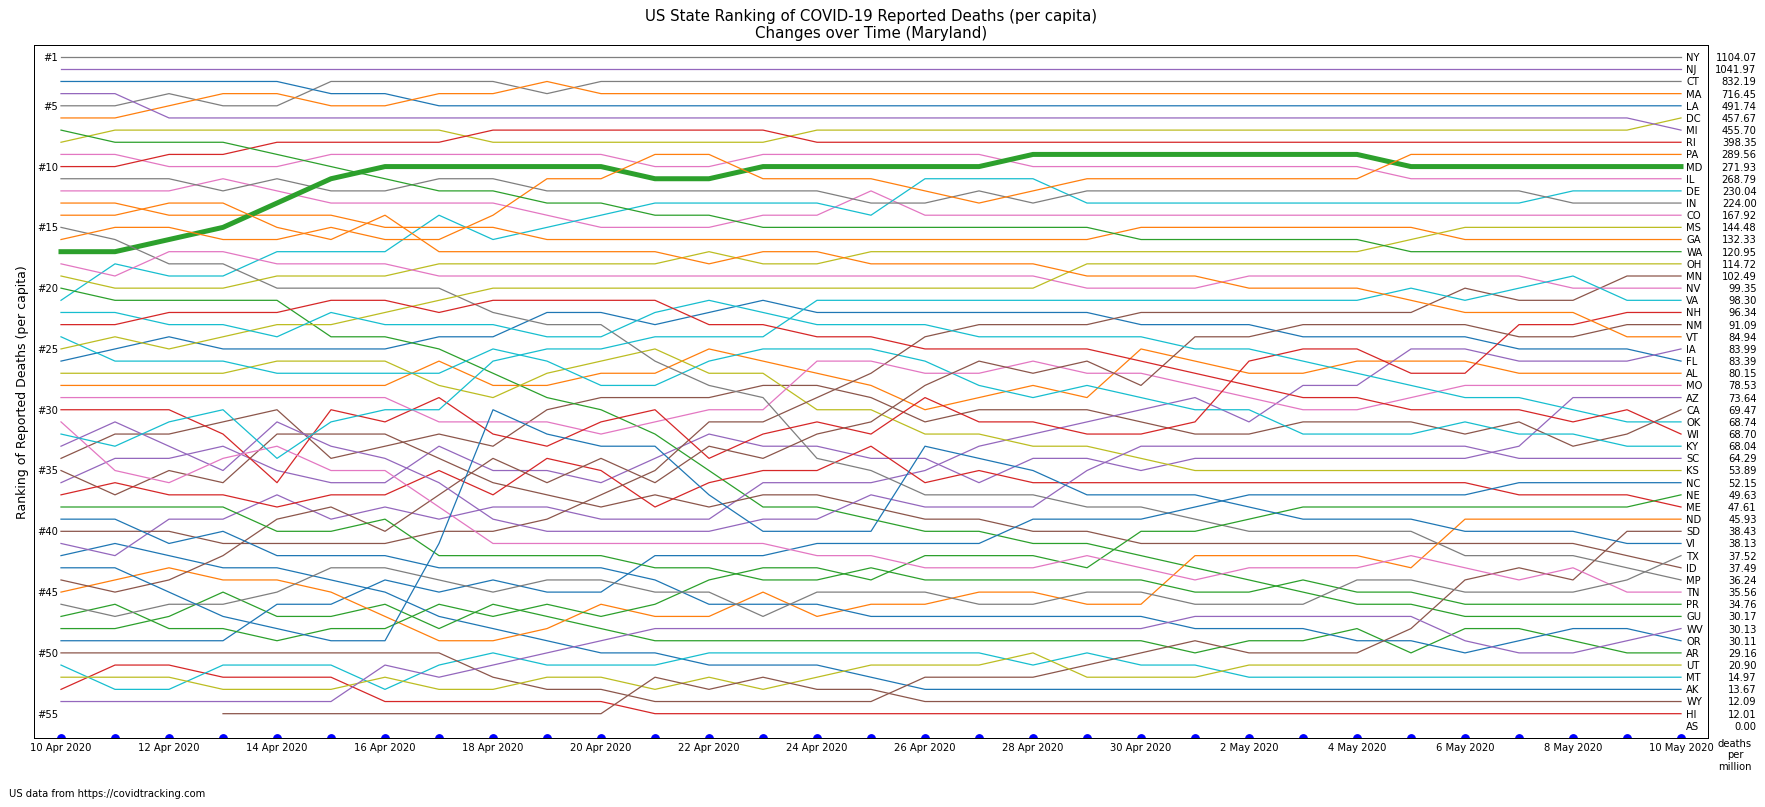 US State Ranking of COVID-19 Reported Deaths (per capita)
Changes over Time (Maryland)
Ranking of Reported Deaths (per capita)
#1
#5
#10
#15
#20
#25
#30
#35
#40
#45
#50
#55
NY 1104.07
NJ 1041.97
CT 832.19
MA 716.45
LA 491.74
DC 457.67
MI 455.70
RI 398.35
PA 289.56
MD 271.93
IL 268.79
DE 230.04
IN 224.00
CO 167.92
MS 144.48
GA 132.33
WA 120.95
OH 114.72
MN 102.49
NV 99.35
VA 98.30
NH 96.34
NM 91.09
VT 84.94
IA 83.99
FL 83.39
AL 80.15
MO 78.53
AZ 73.64
CA 69.47
OK 68.74
WI 68.70
KY 68.04
SC 64.29
KS 53.89
NC 52.15
NE 49.63
ME 47.61
ND 45.93
SD 38.43
VI 38.13
TX 37.52
ID 37.49
MP 36.24
TN 35.56
PR 34.76
GU 30.17
WV 30.13
OR 30.11
AR 29.16
UT 20.90
MT 14.97
AK 13.67
WY 12.09
HI 12.01
AS 0.00
10 Apr 2020 12 Apr 2020 14 Apr 2020 16 Apr 2020 18 Apr 2020 20 Apr 2020 22 Apr 2020 24 Apr 2020 26 Apr 2020 28 Apr 2020 30 Apr 2020 2 May 2020 4 May 2020 6 May 2020 8 May 2020 10 May 2020
deaths
per
million
US data from https://covidtracking.com